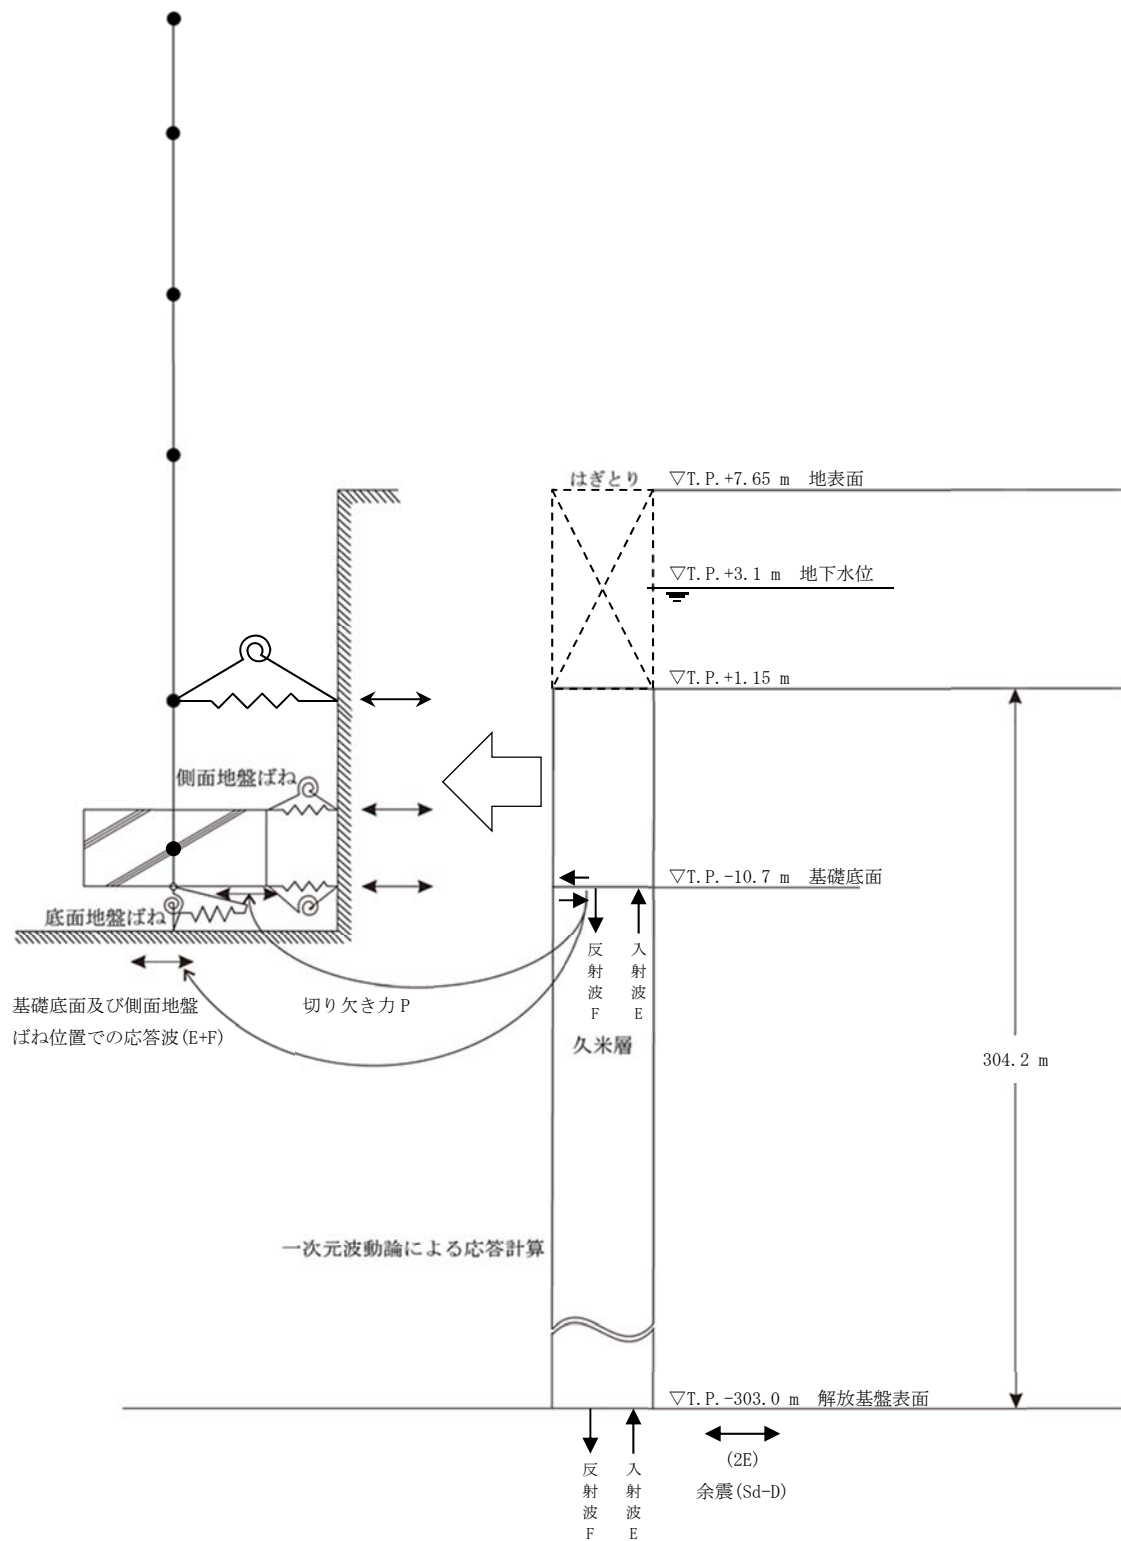 はぎとり
▽T.P.+7.65 m 地表面
▽T.P.+3.1 m 地下水位
▽T.P.+1.15 m
側面地盤ばね
▽T.P.-10.7 m 基礎底面
底面地盤ばね
反射波F
入射波E
基礎底面及び側面地盤
ばね位置での応答波(E+F)
切り欠き力P
久米層
304.2 m
一次元波動論による応答計算
▽T.P.-303.0 m 解放基盤表面
反射波F
入射波E
(2E)
余震(Sd-D)